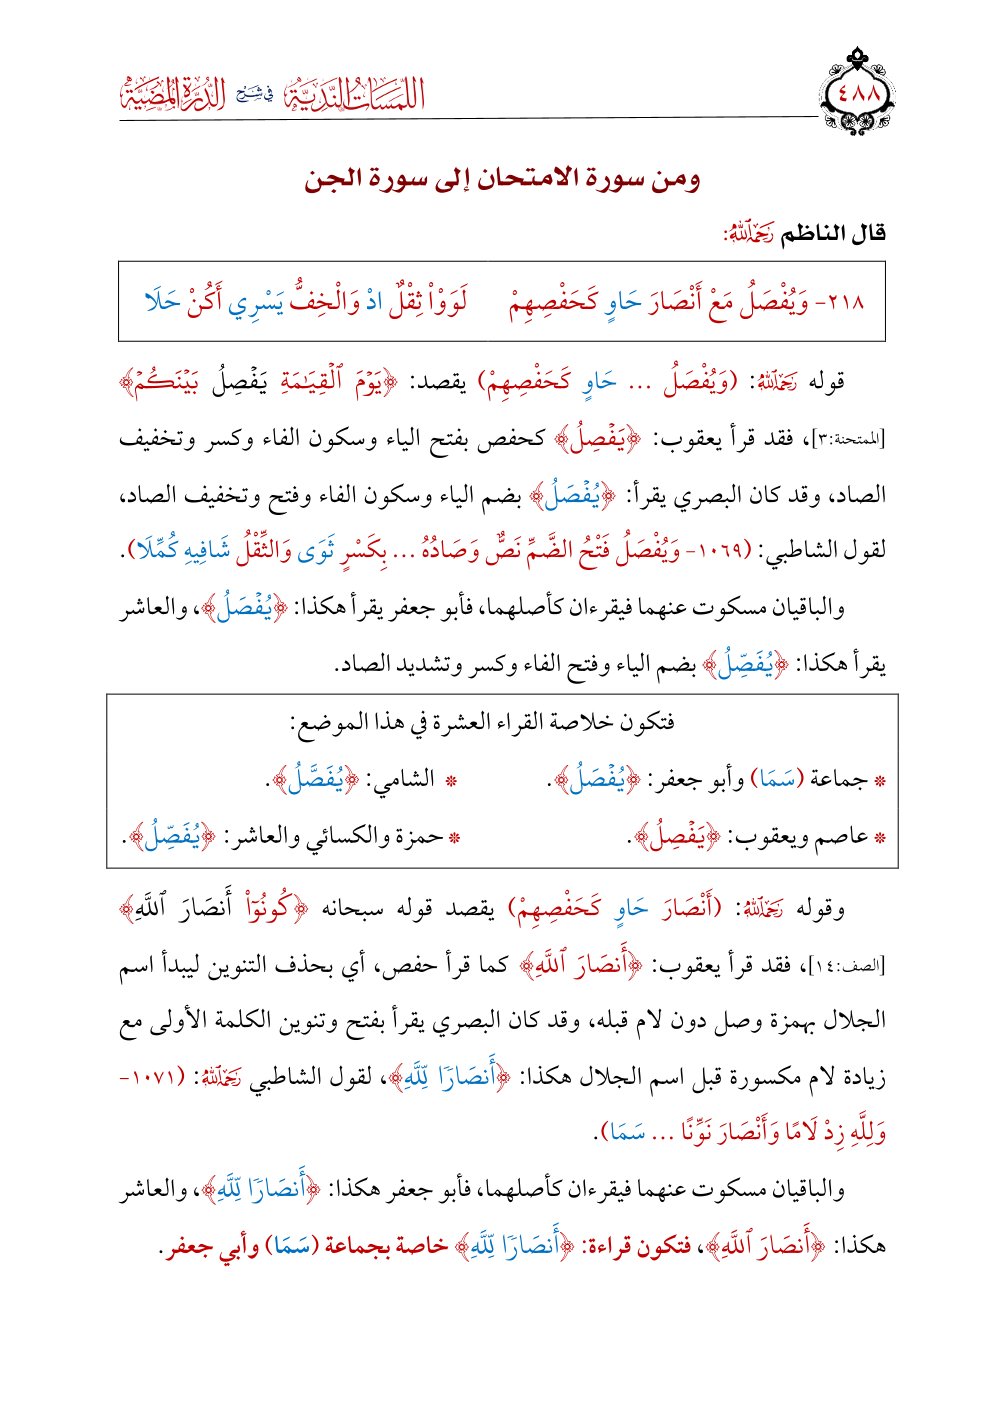 ٤٨٨
اللمسات الندية في شرح الدرة المضية
ومن سورة الامتحان إلى سورة الجن
قال الناظم رَحِمَهُ ٱللَّهُ:
٢١٨- وَيُفْصَلُ مَعْ أَنْصَارَ حَاوٍ كَحَفْصِهِمْ لَوَوْاْ ثِقْلٌ ادْ وَالْخِفُّ يَسْرِي أَكُنْ حَلَا
قوله رَحِمَهُ ٱللَّهُ: (وَيُفْصَلُ ... حَاوٍ كَحَفْصِهِمْ) يقصد: ﴿يَوْمَ ٱلْقِيَـٰمَةِ يَفْصِلُ بَيْنَكُمْ﴾
[الممتحنة:٣]، فقد قرأ يعقوب: ﴿يَفْصِلُ﴾ كحفص بفتح الياء وسكون الفاء وكسر وتخفيف
الصاد، وقد كان البصري يقرأ: ﴿يُفْصَلُ﴾ بضم الياء وسكون الفاء وفتح وتخفيف الصاد،
لقول الشاطبي: (١٠٦٩- وَيُفْصَلُ فَتْحُ الضَّمِّ نَصٌّ وَصَادُهُ ... بِكَسْرٍ ثَوَى وَالثِّقْلُ شَافِيهِ كُمِّلَا).
والباقيان مسكوت عنهما فيقرءان كأصلهما، فأبو جعفر يقرأ هكذا: ﴿يُفْصَلُ﴾، والعاشر
يقرأ هكذا: ﴿يُفَصِّلُ﴾ بضم الياء وفتح الفاء وكسر وتشديد الصاد.
فتكون خلاصة القراء العشرة في هذا الموضع:
* جماعة (سَمَا) وأبو جعفر: ﴿يُفْصَلُ﴾. * الشامي: ﴿يُفَصَّلُ﴾.
* عاصم ويعقوب: ﴿يَفْصِلُ﴾. * حمزة والكسائي والعاشر: ﴿يُفَصِّلُ﴾.
وقوله رَحِمَهُ ٱللَّهُ: (أَنْصَارَ حَاوٍ كَحَفْصِهِمْ) يقصد قوله سبحانه ﴿كُونُوٓاْ أَنصَارَ ٱللَّهِ﴾
[الصف:١٤]، فقد قرأ يعقوب: ﴿أَنصَارَ ٱللَّهِ﴾ كما قرأ حفص، أي بحذف التنوين ليبدأ اسم
الجلال بهمزة وصل دون لام قبله، وقد كان البصري يقرأ بفتح وتنوين الكلمة الأولى مع
زيادة لام مكسورة قبل اسم الجلال هكذا: ﴿أَنصَارًا لِّلَّهِ﴾، لقول الشاطبي رَحِمَهُ ٱللَّهُ: (١٠٧١-
وَلِلَّهِ زِدْ لَامًا وَأَنْصَارَ نَوِّنًا ... سَمَا).
والباقيان مسكوت عنهما فيقرءان كأصلهما، فأبو جعفر هكذا: ﴿أَنصَارًا لِّلَّهِ﴾، والعاشر
هكذا: ﴿أَنصَارَ ٱللَّهِ﴾، فتكون قراءة: ﴿أَنصَارًا لِّلَّهِ﴾ خاصة بجماعة (سَمَا) وأبي جعفر.